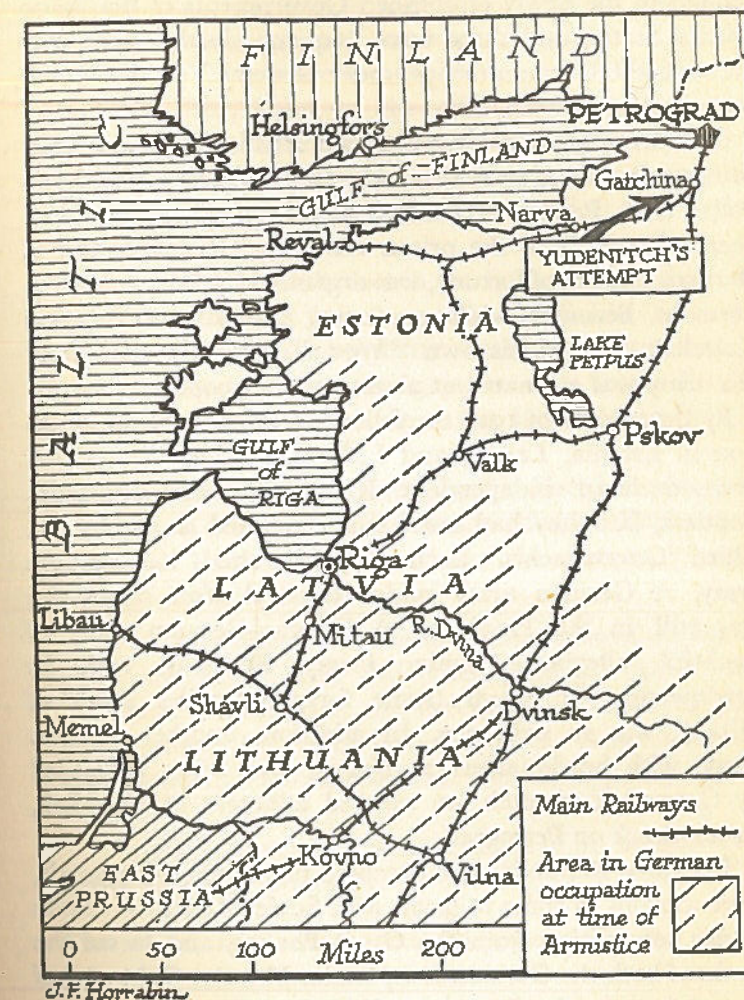 FINLAND
PETROGRAD
Helsingfors
GULF of FINLAND
Gatchina
Narva
Reval
YUDENITCH'S
ATTEMPT
ESTONIA
LAKE
PEIPUS
BALTIC
GULF
of
RIGA
Pskov
Valk
Riga
LATVIA
Libau
Mitau
R. Dvina
Shavli
Dvinsk
Memel
LITHUANIA
Main Railways
Kovno
Vilna
EAST
PRUSSIA
Area in German
occupation
at time of
Armistice
0 50 100 Miles 200
J.F. Horrabin